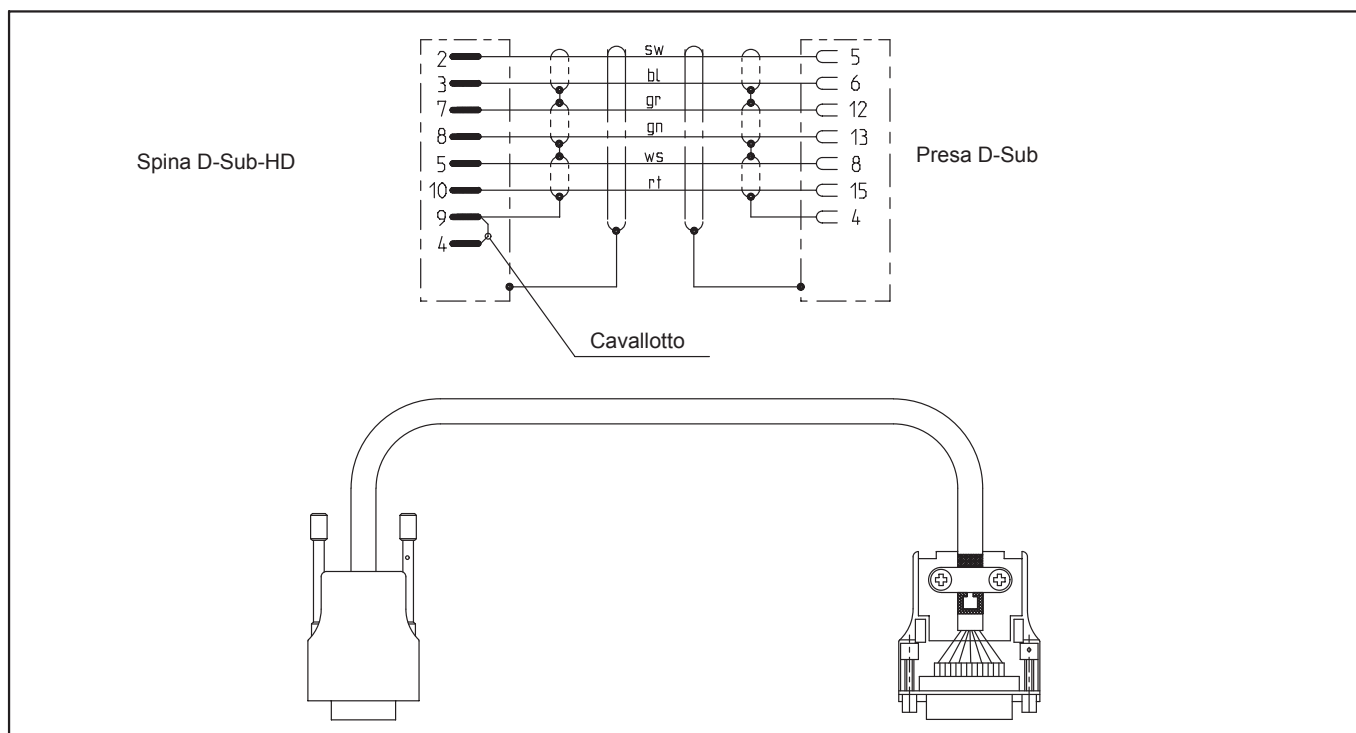 Spina D-Sub-HD
2 sw 5
3 bl 6
7 gr 12
8 gn 13
5 ws 8
10 rt 15
9 4
4
Presa D-Sub
Cavallotto